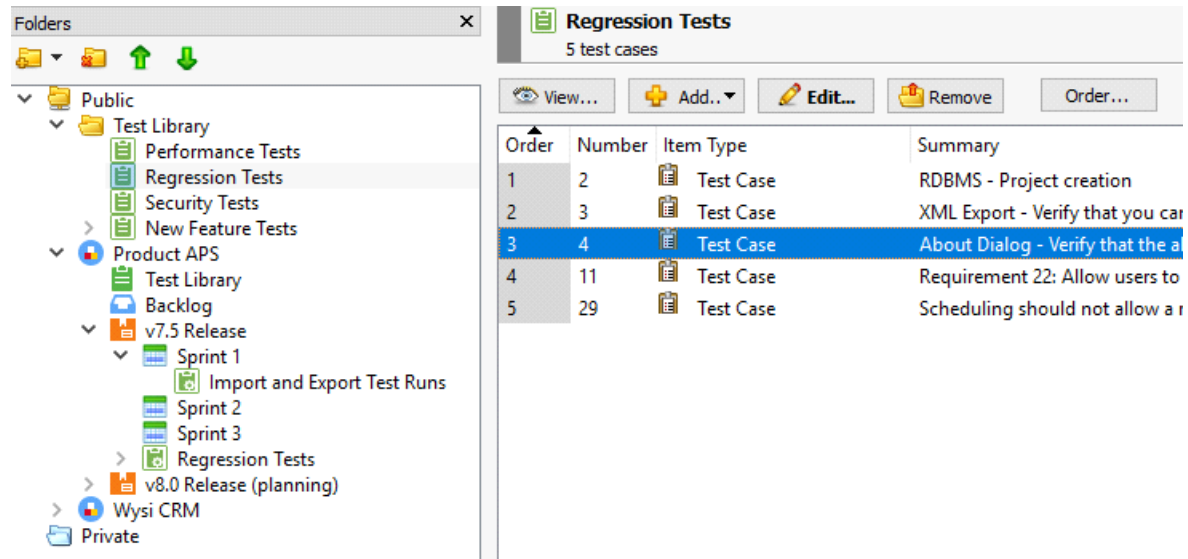 Folders
Public
Test Library
Performance Tests
Regression Tests
Security Tests
New Feature Tests
Product APS
Test Library
Backlog
v7.5 Release
Sprint 1
Import and Export Test Runs
Sprint 2
Sprint 3
Regression Tests
v8.0 Release (planning)
Wysi CRM
Private
Regression Tests
5 test cases
View... Add..▾ Edit... Remove Order...
Order Number Item Type Summary
1 2 Test Case RDBMS - Project creation
2 3 Test Case XML Export - Verify that you
3 4 Test Case About Dialog - Verify that the
4 11 Test Case Requirement 22: Allow users to
5 29 Test Case Scheduling should not allow a